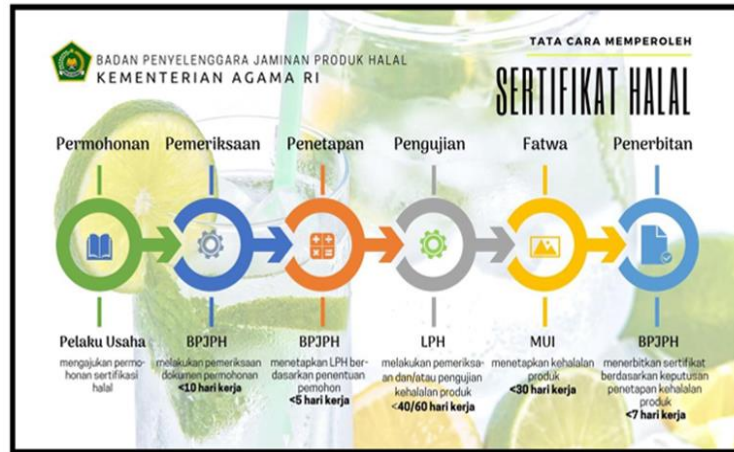 BADAN PENYELENGGARA JAMINAN PRODUK HALAL
KEMENTERIAN AGAMA RI
TATA CARA MEMPEROLEH
SERTIFIKAT HALAL
Permohonan
Pemeriksaan
Penetapan
Pengujian
Fatwa
Penerbitan
Pelaku Usaha
mengajukan permo-
honan sertifikasi
halal
BPJPH
melakukan pemeriksaan
dokumen permohonan
<10 hari kerja
BPJPH
menetapkan LPH ber-
dasarkan penentuan
pemohon
<5 hari kerja
LPH
melakukan pemeriksa-
an dan/atau pengujian
kehalalan produk
<40/60 hari kerja
MUI
menetapkan kehalalan
produk
<30 hari kerja
BPJPH
menerbitkan sertifikat
berdasarkan keputusan
penetapan kehalalan
produk
<7 hari kerja